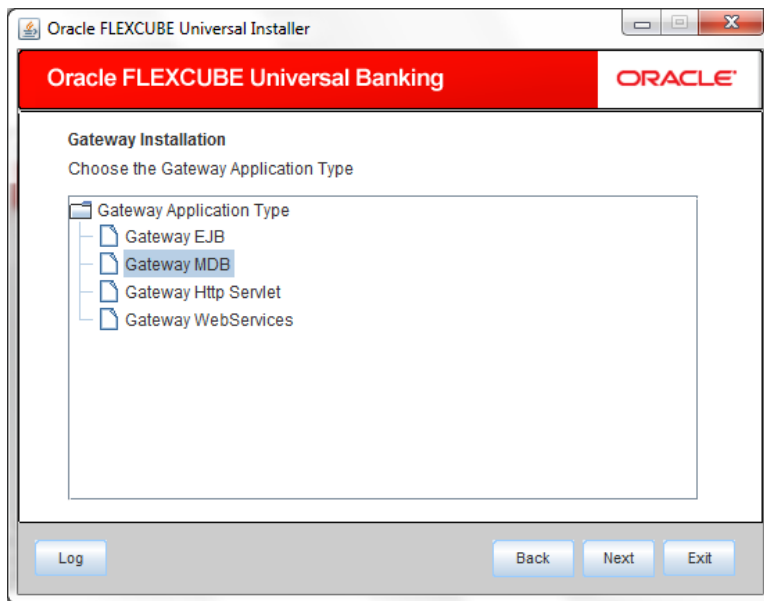 Oracle FLEXCUBE Universal Installer
Oracle FLEXCUBE Universal Banking
ORACLE
Gateway Installation
Choose the Gateway Application Type
Gateway Application Type
Gateway EJB
Gateway MDB
Gateway Http Servlet
Gateway WebServices
Log Back Next Exit